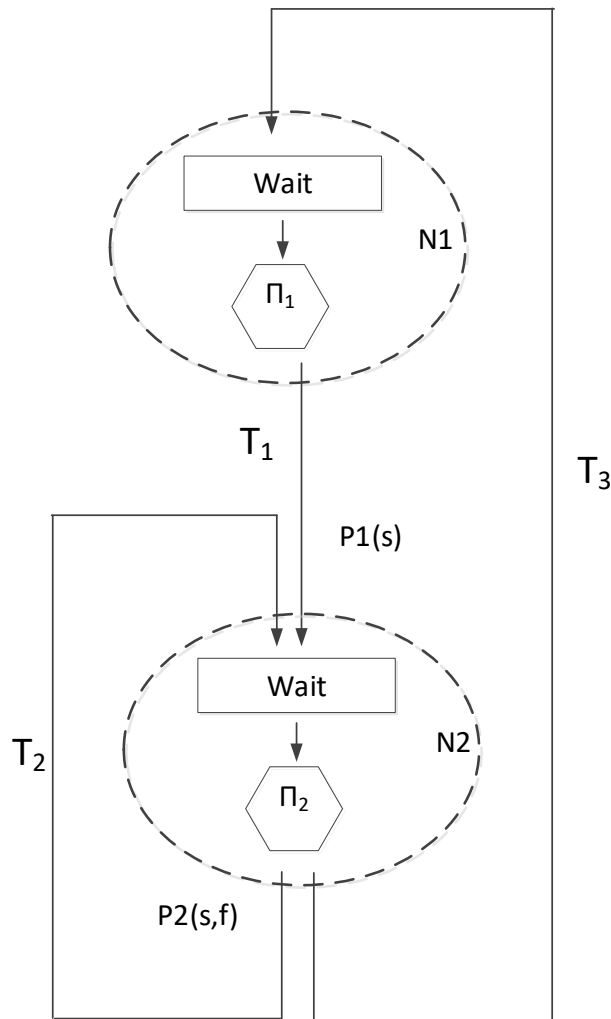 Wait
N1
Π₁
T₁
T₃
P1(s)
Wait
N2
T₂
Π₂
P2(s,f)